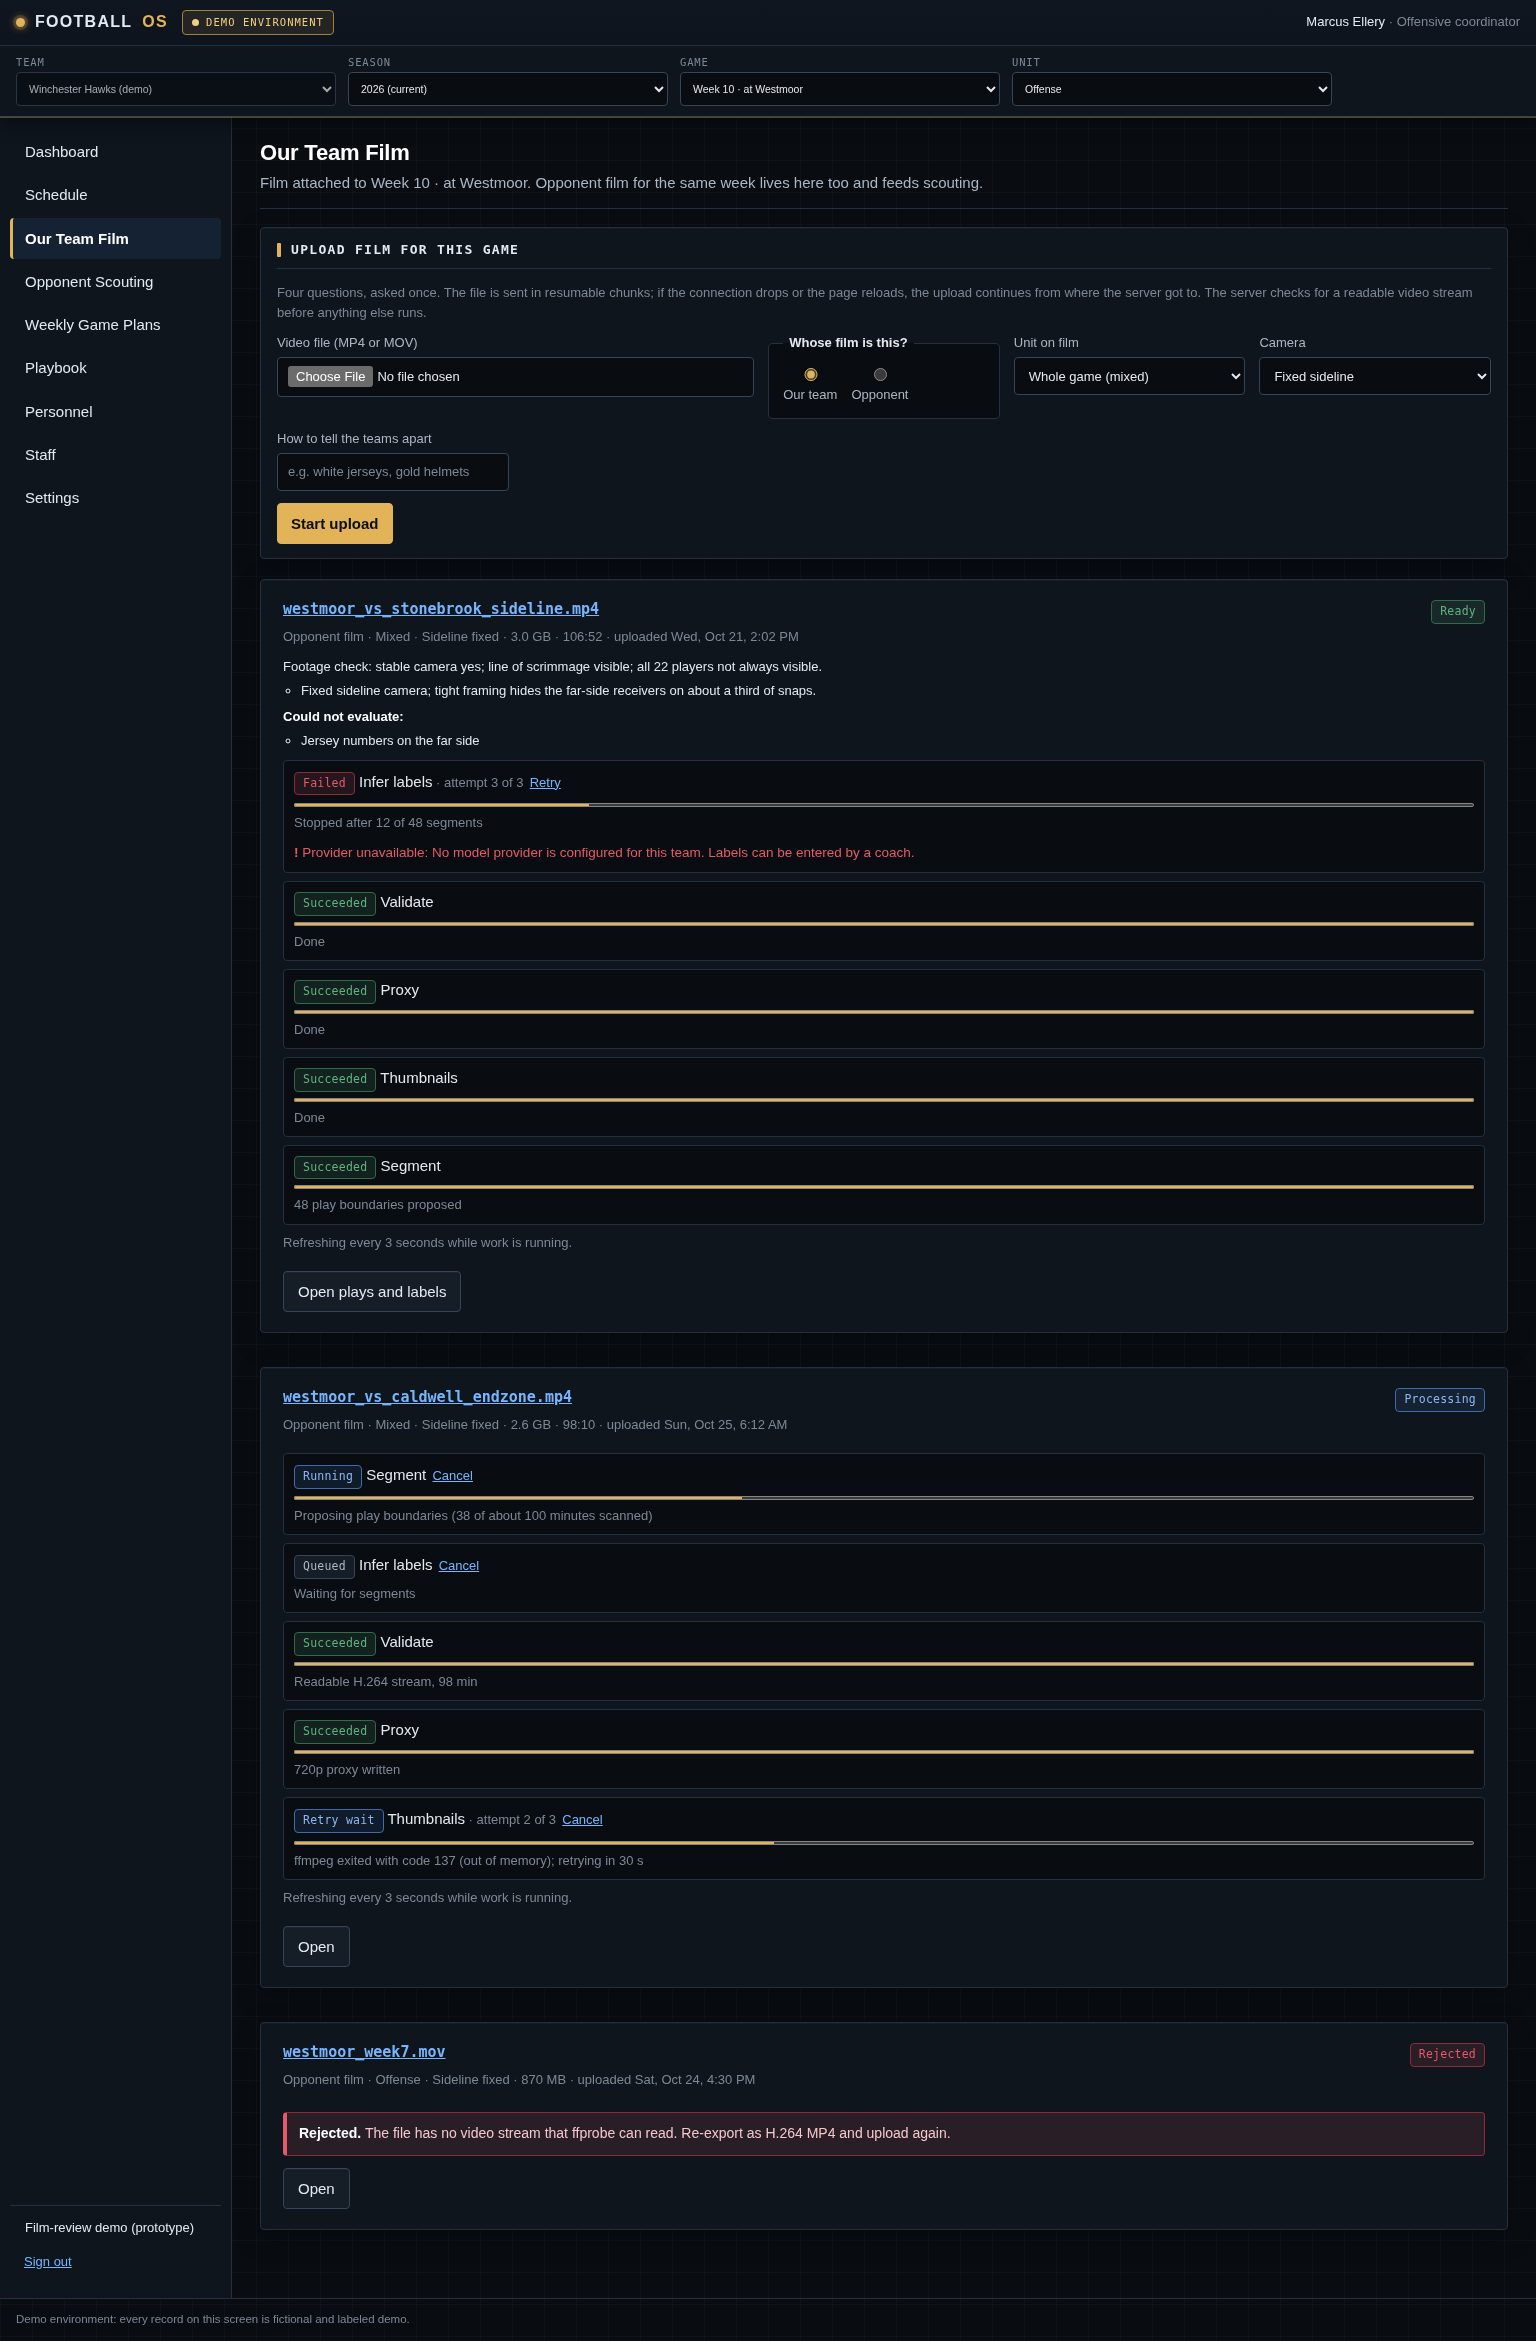 FOOTBALL OS
DEMO ENVIRONMENT
Marcus Ellery · Offensive coordinator
TEAM
Winchester Hawks (demo)
SEASON
2026 (current)
GAME
Week 10 · at Westmoor
UNIT
Offense
Dashboard
Schedule
Our Team Film
Opponent Scouting
Weekly Game Plans
Playbook
Personnel
Staff
Settings
Film-review demo (prototype)
Sign out
Our Team Film
Film attached to Week 10 · at Westmoor. Opponent film for the same week lives here too and feeds scouting.
UPLOAD FILM FOR THIS GAME
Four questions, asked once. The file is sent in resumable chunks; if the connection drops or the page reloads, the upload continues from where the server got to. The server checks for a readable video stream
before anything else runs.
Video file (MP4 or MOV)
Choose File No file chosen
Whose film is this?
Our team Opponent
Unit on film
Whole game (mixed)
Camera
Fixed sideline
How to tell the teams apart
e.g. white jerseys, gold helmets
Start upload
westmoor_vs_stonebrook_sideline.mp4
Ready
Opponent film · Mixed · Sideline fixed · 3.0 GB · 106:52 · uploaded Wed, Oct 21, 2:02 PM
Footage check: stable camera yes; line of scrimmage visible; all 22 players not always visible.
Fixed sideline camera; tight framing hides the far-side receivers on about a third of snaps.
Could not evaluate:
Jersey numbers on the far side
Failed Infer labels · attempt 3 of 3 Retry
Stopped after 12 of 48 segments
! Provider unavailable: No model provider is configured for this team. Labels can be entered by a coach.
Succeeded Validate
Done
Succeeded Proxy
Done
Succeeded Thumbnails
Done
Succeeded Segment
48 play boundaries proposed
Refreshing every 3 seconds while work is running.
Open plays and labels
westmoor_vs_caldwell_endzone.mp4
Processing
Opponent film · Mixed · Sideline fixed · 2.6 GB · 98:10 · uploaded Sun, Oct 25, 6:12 AM
Running Segment Cancel
Proposing play boundaries (38 of about 100 minutes scanned)
Queued Infer labels Cancel
Waiting for segments
Succeeded Validate
Readable H.264 stream, 98 min
Succeeded Proxy
720p proxy written
Retry wait Thumbnails · attempt 2 of 3 Cancel
ffmpeg exited with code 137 (out of memory); retrying in 30 s
Refreshing every 3 seconds while work is running.
Open
westmoor_week7.mov
Rejected
Opponent film · Offense · Sideline fixed · 870 MB · uploaded Sat, Oct 24, 4:30 PM
Rejected. The file has no video stream that ffprobe can read. Re-export as H.264 MP4 and upload again.
Open
Demo environment: every record on this screen is fictional and labeled demo.